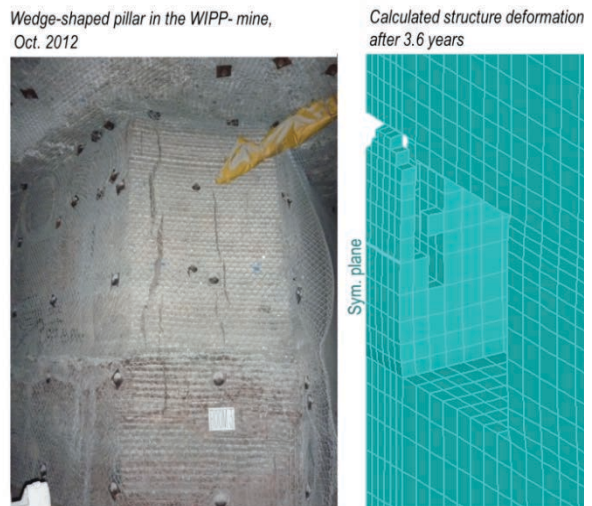 Wedge-shaped pillar in the WIPP- mine,
Oct. 2012
Calculated structure deformation
after 3.6 years
Sym. plane